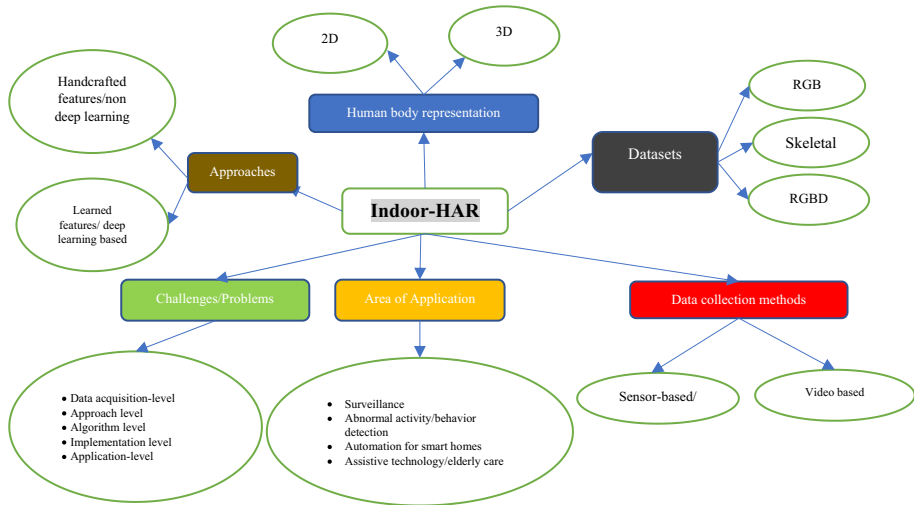 2D
3D
Handcrafted
features/non
deep learning
Human body representation
RGB
Datasets
Skeletal
Approaches
RGBD
Learned
features/ deep
learning based
Indoor-HAR
Challenges/Problems
Area of Application
Data collection methods
• Data acquisition-level
• Approach level
• Algorithm level
• Implementation level
• Application-level
• Surveillance
• Abnormal activity/behavior
detection
• Automation for smart homes
• Assistive technology/elderly care
Sensor-based/
Video based